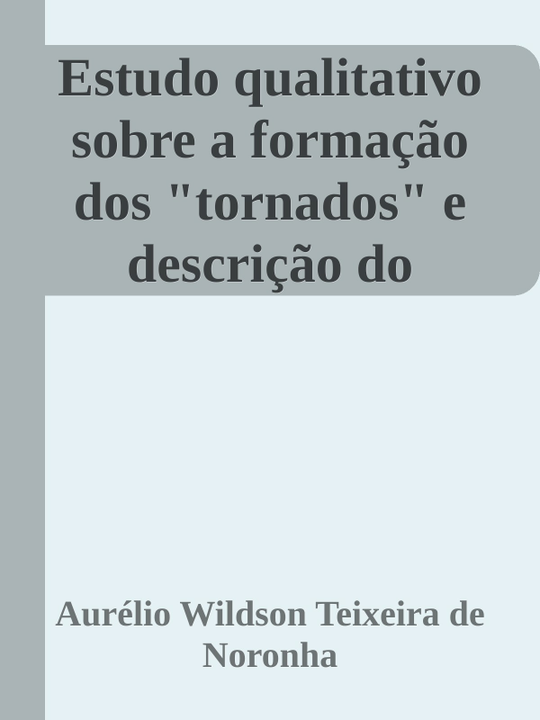 Estudo qualitativo
sobre a formação
dos "tornados" e
descrição do
Aurélio Wildson Teixeira de
Noronha